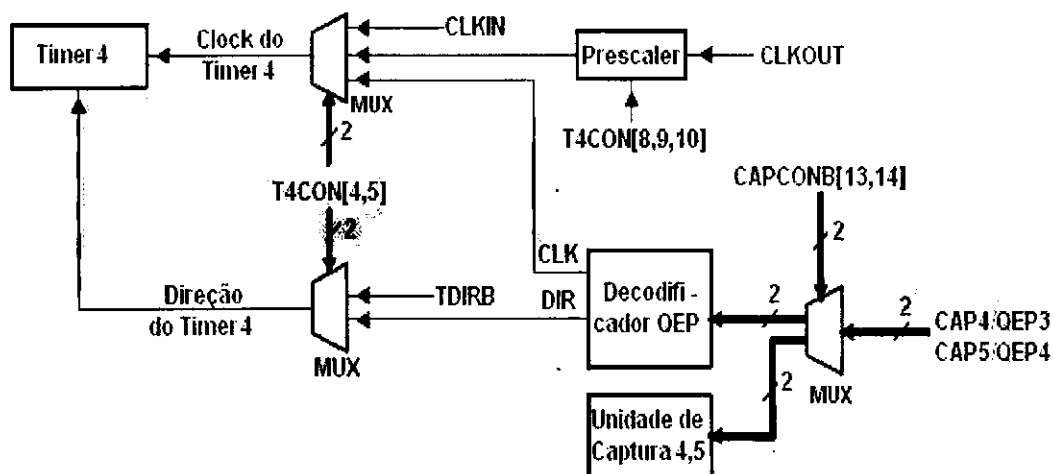 Timer 4
Clock do
Timer 4
MUX
CLKIN
Prescaler
CLKOUT
2
T4CON[8,9,10]
T4CON[4,5]
2
CAPCONB[13,14]
2
CLK
DIR
TDIRB
Direção
do Timer 4
MUX
Decodifi -
cador QEP
2
2
MUX
2
CAP4/QEP3
CAP5/QEP4
Unidade de
Captura 4,5